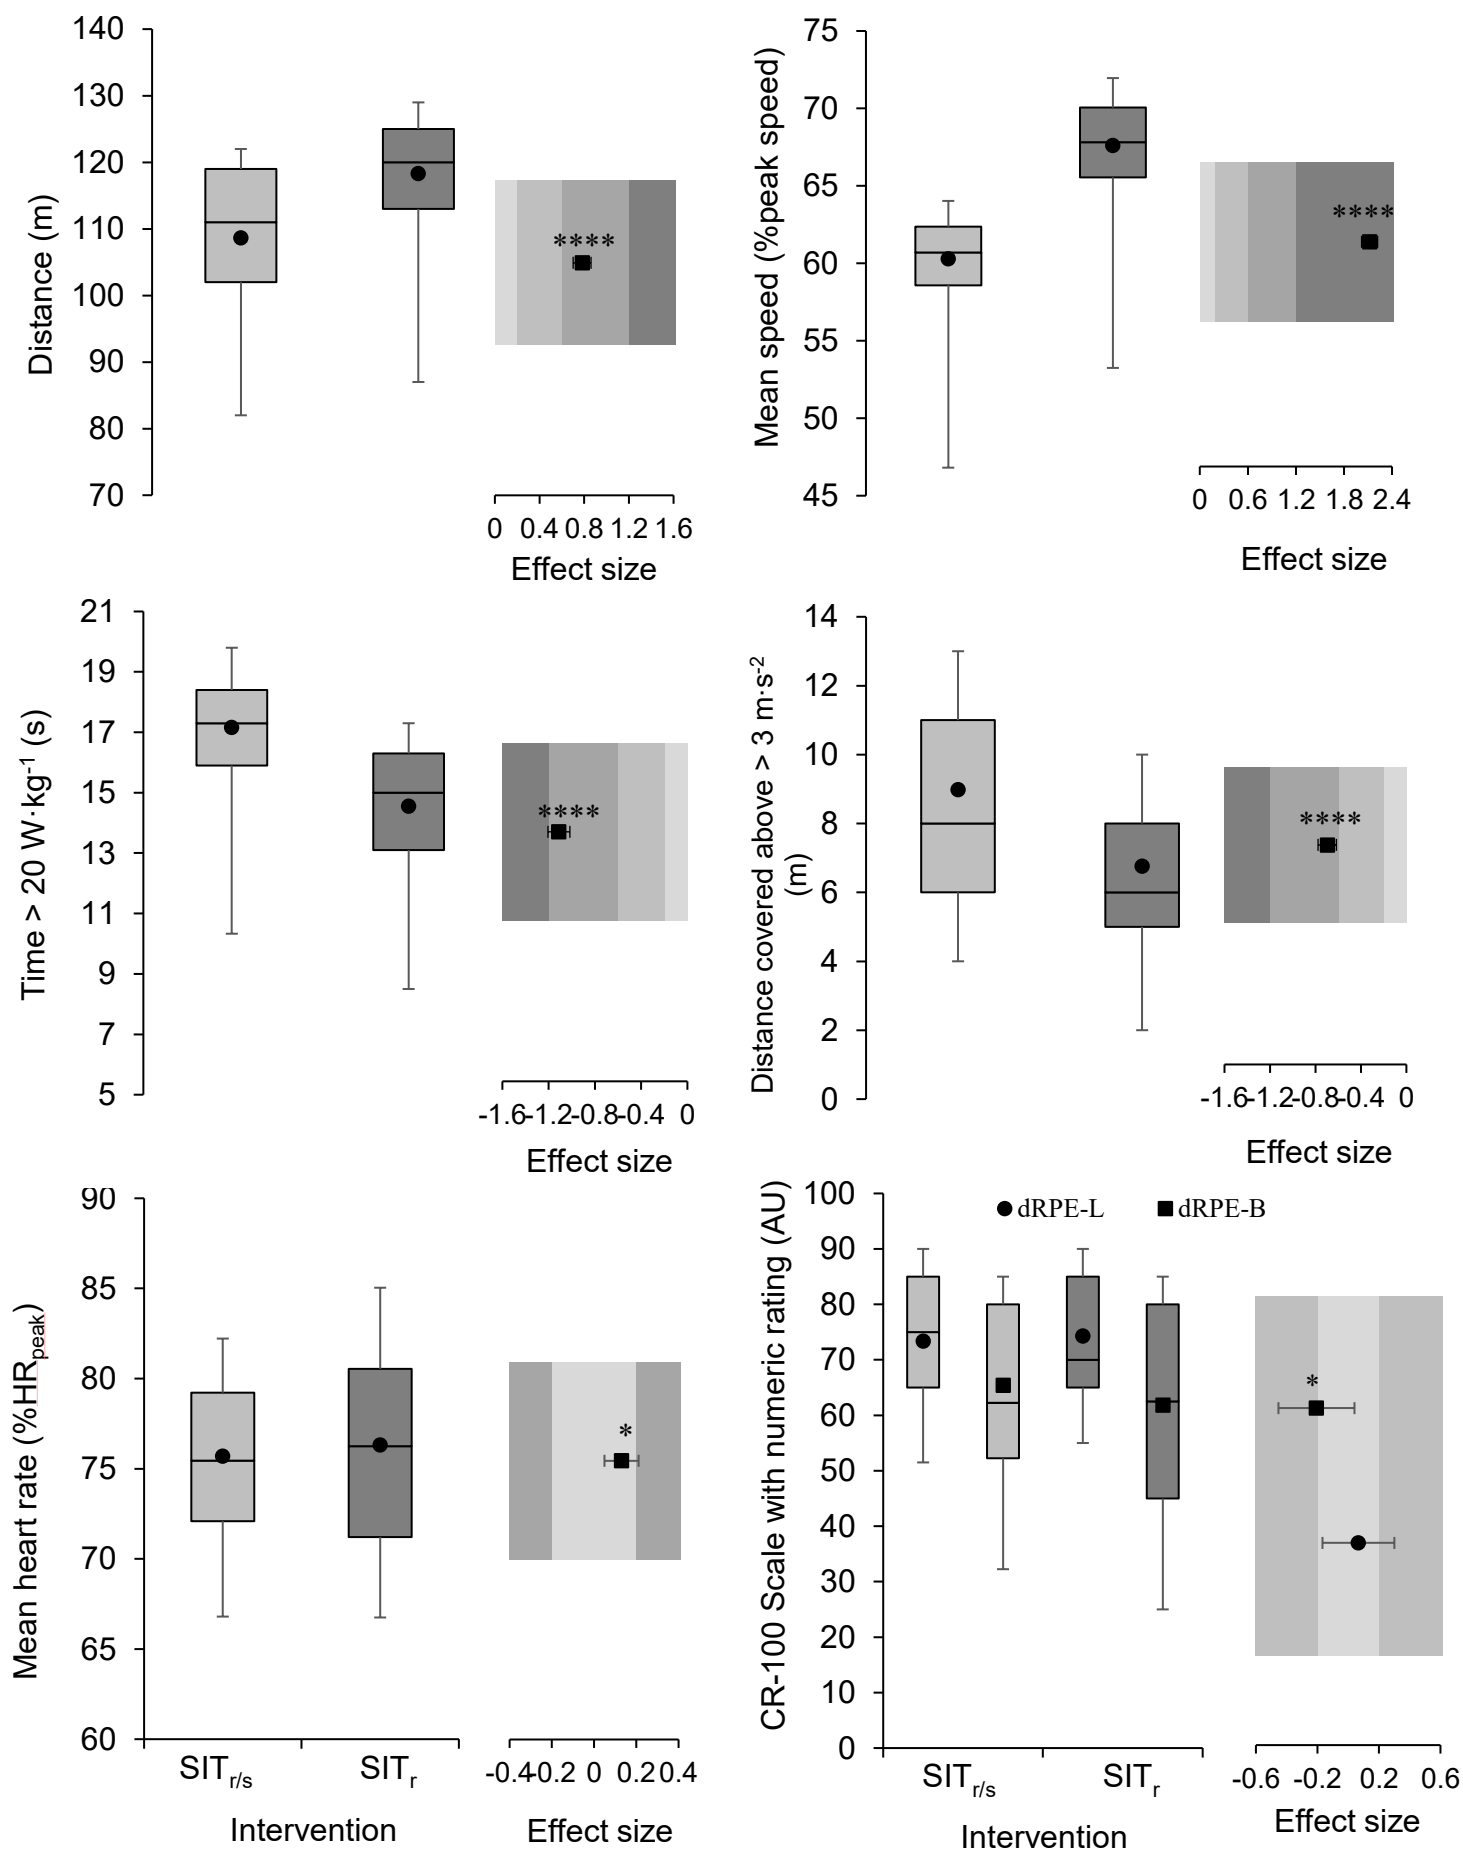 140
130
120
110
100
90
80
70
Distance (m)
****
0 0.4 0.8 1.2 1.6
Effect size
75
70
65
60
55
50
45
Mean speed (%peak speed)
****
0 0.6 1.2 1.8 2.4
Effect size
21
19
17
15
13
11
9
7
5
Time > 20 W·kg-1 (s)
****
-1.6 -1.2 -0.8 -0.4 0
Effect size
14
12
10
8
6
4
2
0
Distance covered above > 3 m·s-2
(m)
****
-1.6 -1.2 -0.8 -0.4 0
Effect size
90
85
80
75
70
65
60
Mean heart rate (%HRpeak)
*
SITr/s SITr
Intervention
-0.4 -0.2 0 0.2 0.4
Effect size
100
90
80
70
60
50
40
30
20
10
0
CR-100 Scale with numeric rating (AU)
dRPE-L dRPE-B
*
SITr/s SITr
Intervention
-0.6 -0.2 0.2 0.6
Effect size